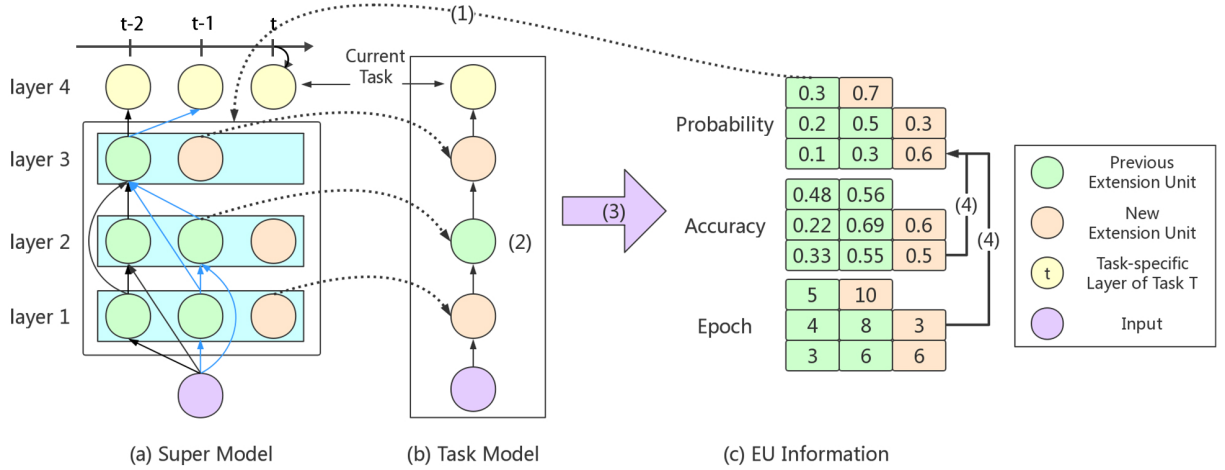 t-2
t-1
t
(1)
layer 4
Current
Task
layer 3
layer 2
layer 1
(2)
(3)
Probability
0.3 0.7
0.2 0.5 0.3
0.1 0.3 0.6
Accuracy
0.48 0.56
0.22 0.69 0.6
0.33 0.55 0.5
Epoch
5 10
4 8 3
3 6 6
(4)
(4)
Previous
Extension Unit
New
Extension Unit
t
Task-specific
Layer of Task T
Input
(a) Super Model
(b) Task Model
(c) EU Information